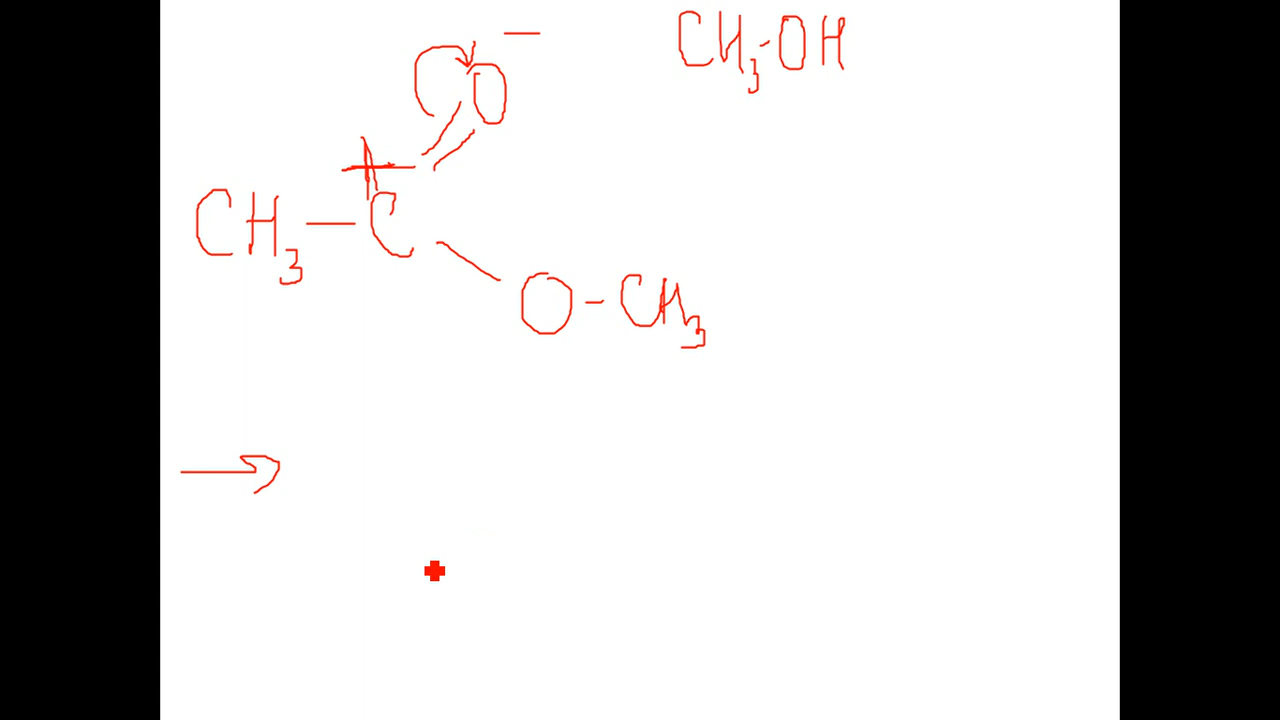 CH3-OH
O −
+
CH3 - C
O - CH3
→